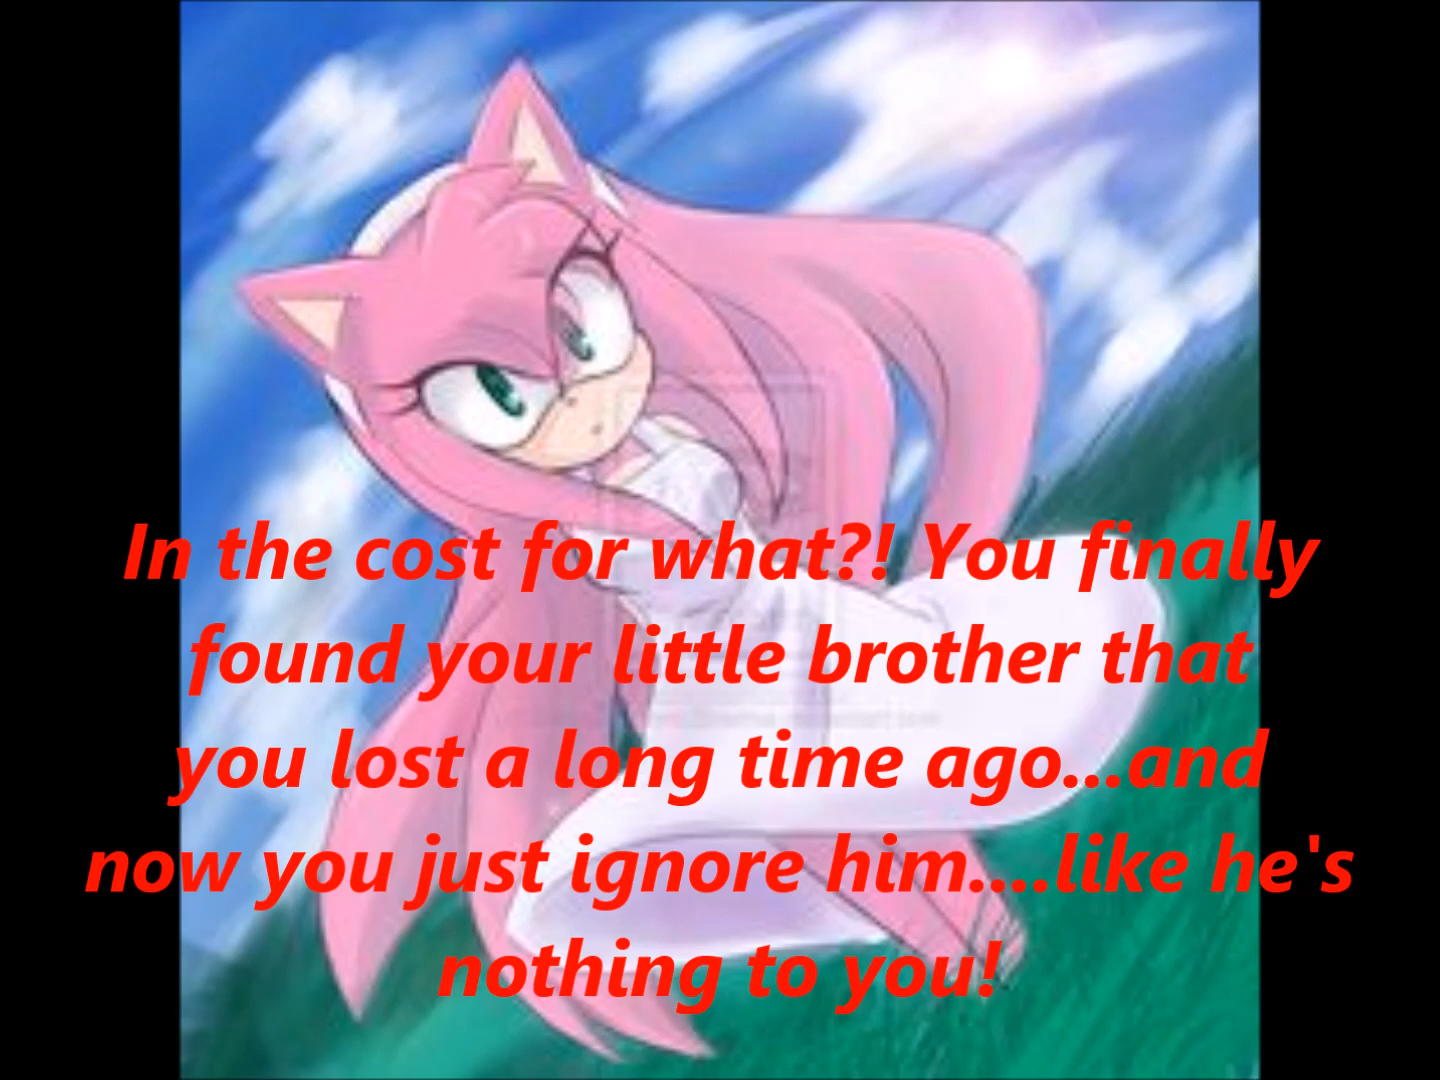 In the cost for what?! You finally
found your little brother that
you lost a long time ago...and
now you just ignore him....like he's
nothing to you!